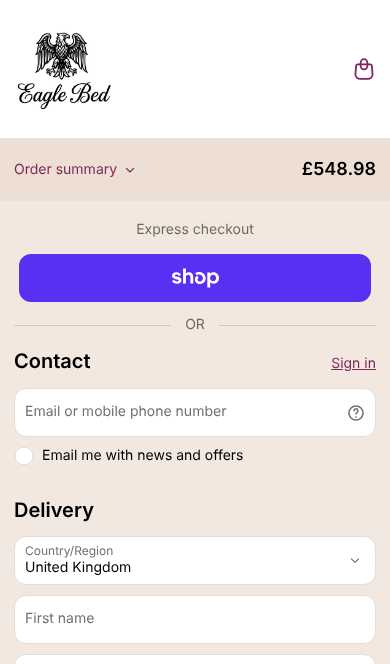 Eagle Bed
Order summary
£548.98
Express checkout
shop
OR
Contact
Sign in
Email or mobile phone number
Email me with news and offers
Delivery
Country/Region
United Kingdom
First name